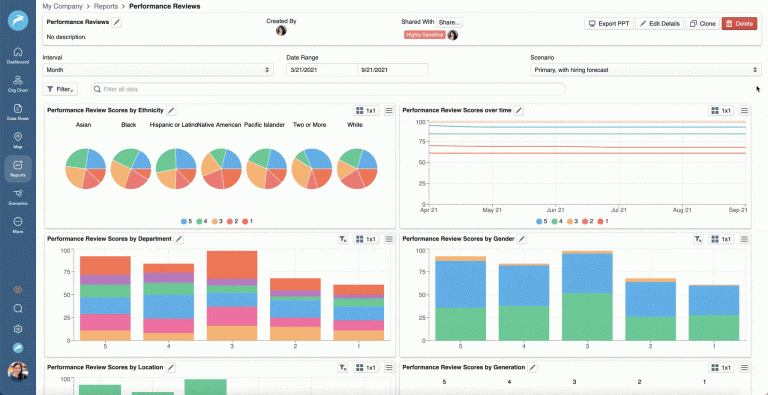 My Company > Reports > Performance Reviews
Performance Reviews
No description.
Created By
Shared With Share...
Highly Sensitive
Export PPT
Edit Details
Clone
Delete
Interval
Month
Date Range
3/21/2021 9/21/2021
Scenario
Primary, with hiring forecast
Filter
Filter all data
Dashboard
Org Chart
Data Sheet
Map
Reports
Scenarios
More
Performance Review Scores by Ethnicity
1x1
Asian Black Hispanic or Latino Native American Pacific Islander Two or More White
5 4 3 2 1
Performance Review Scores over time
1x1
100
75
50
25
0
Apr 21 May 21 Jun 21 Jul 21 Aug 21 Sep 21
5 4 3 2 1
Performance Review Scores by Department
1x1
100
75
50
25
0
5 4 3 2 1
Performance Review Scores by Gender
1x1
100
75
50
25
0
5 4 3 2 1
Performance Review Scores by Location
1x1
100
Performance Review Scores by Generation
1x1
5 4 3 2 1